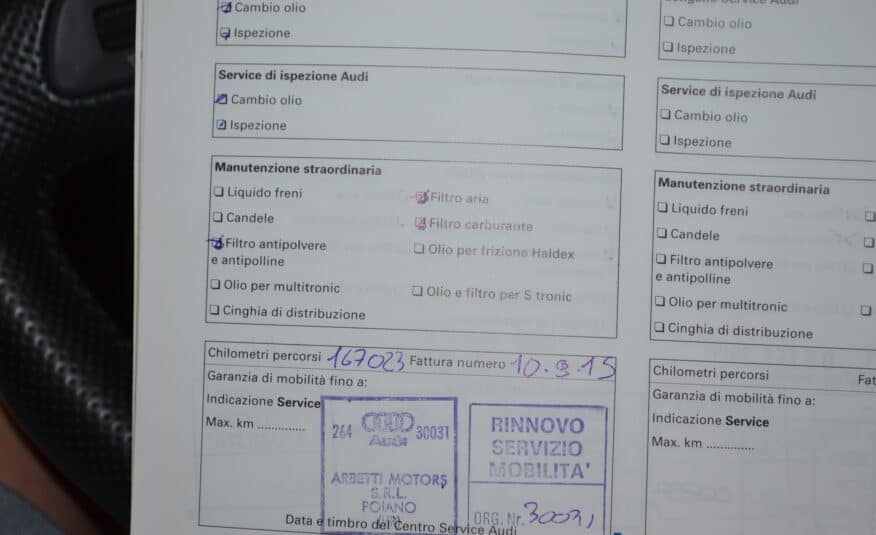 Cambio olio
Ispezione
Service di ispezione Audi
Cambio olio
Ispezione
Manutenzione straordinaria
Liquido freni
Filtro aria
Candele
Filtro carburante
Filtro antipolvere
e antipolline
Olio per frizione Haldex
Olio per multitronic
Olio e filtro per S tronic
Cinghia di distribuzione
Chilometri percorsi 167023 Fattura numero 10.9.15
Garanzia di mobilità fino a:
Indicazione Service
Max. km .............
264 Audi 30031
ARBETTI MOTORS
S.R.L.
FOIANO
RINNOVO
SERVIZIO
MOBILITA'
ORG. Nr. 30031
Data e timbro del Centro Service Audi
Service Audi
Cambio olio
Ispezione
Service di ispezione Audi
Cambio olio
Ispezione
Manutenzione straordinaria
Liquido freni
Candele
Filtro antipolvere
e antipolline
Olio per multitronic
Cinghia di distribuzione
Chilometri percorsi
Fat
Garanzia di mobilità fino a:
Indicazione Service
Max. km .............